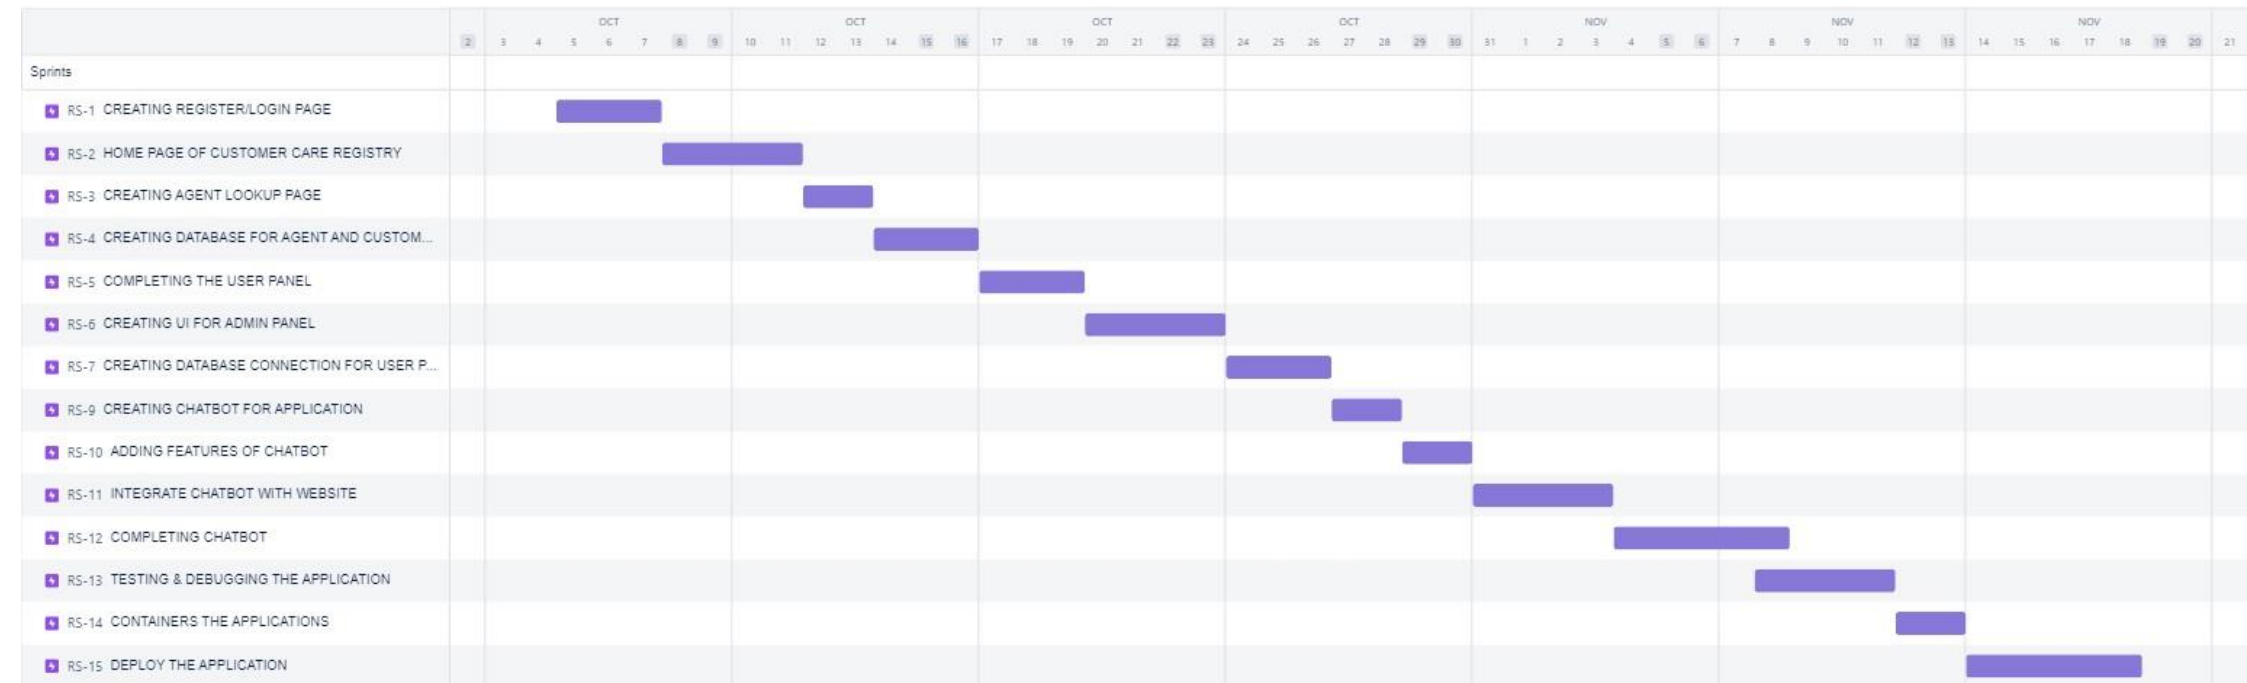 OCT OCT OCT OCT NOV NOV NOV
2 3 4 5 6 7 8 9 10 11 12 13 14 15 16 17 18 19 20 21 22 23 24 25 26 27 28 29 30 31 1 2 3 4 5 6 7 8 9 10 11 12 13 14 15 16 17 18 19 20 21
Sprints
RS-1 CREATING REGISTER/LOGIN PAGE
RS-2 HOME PAGE OF CUSTOMER CARE REGISTRY
RS-3 CREATING AGENT LOOKUP PAGE
RS-4 CREATING DATABASE FOR AGENT AND CUSTOM...
RS-5 COMPLETING THE USER PANEL
RS-6 CREATING UI FOR ADMIN PANEL
RS-7 CREATING DATABASE CONNECTION FOR USER P...
RS-9 CREATING CHATBOT FOR APPLICATION
RS-10 ADDING FEATURES OF CHATBOT
RS-11 INTEGRATE CHATBOT WITH WEBSITE
RS-12 COMPLETING CHATBOT
RS-13 TESTING & DEBUGGING THE APPLICATION
RS-14 CONTAINERS THE APPLICATIONS
RS-15 DEPLOY THE APPLICATION